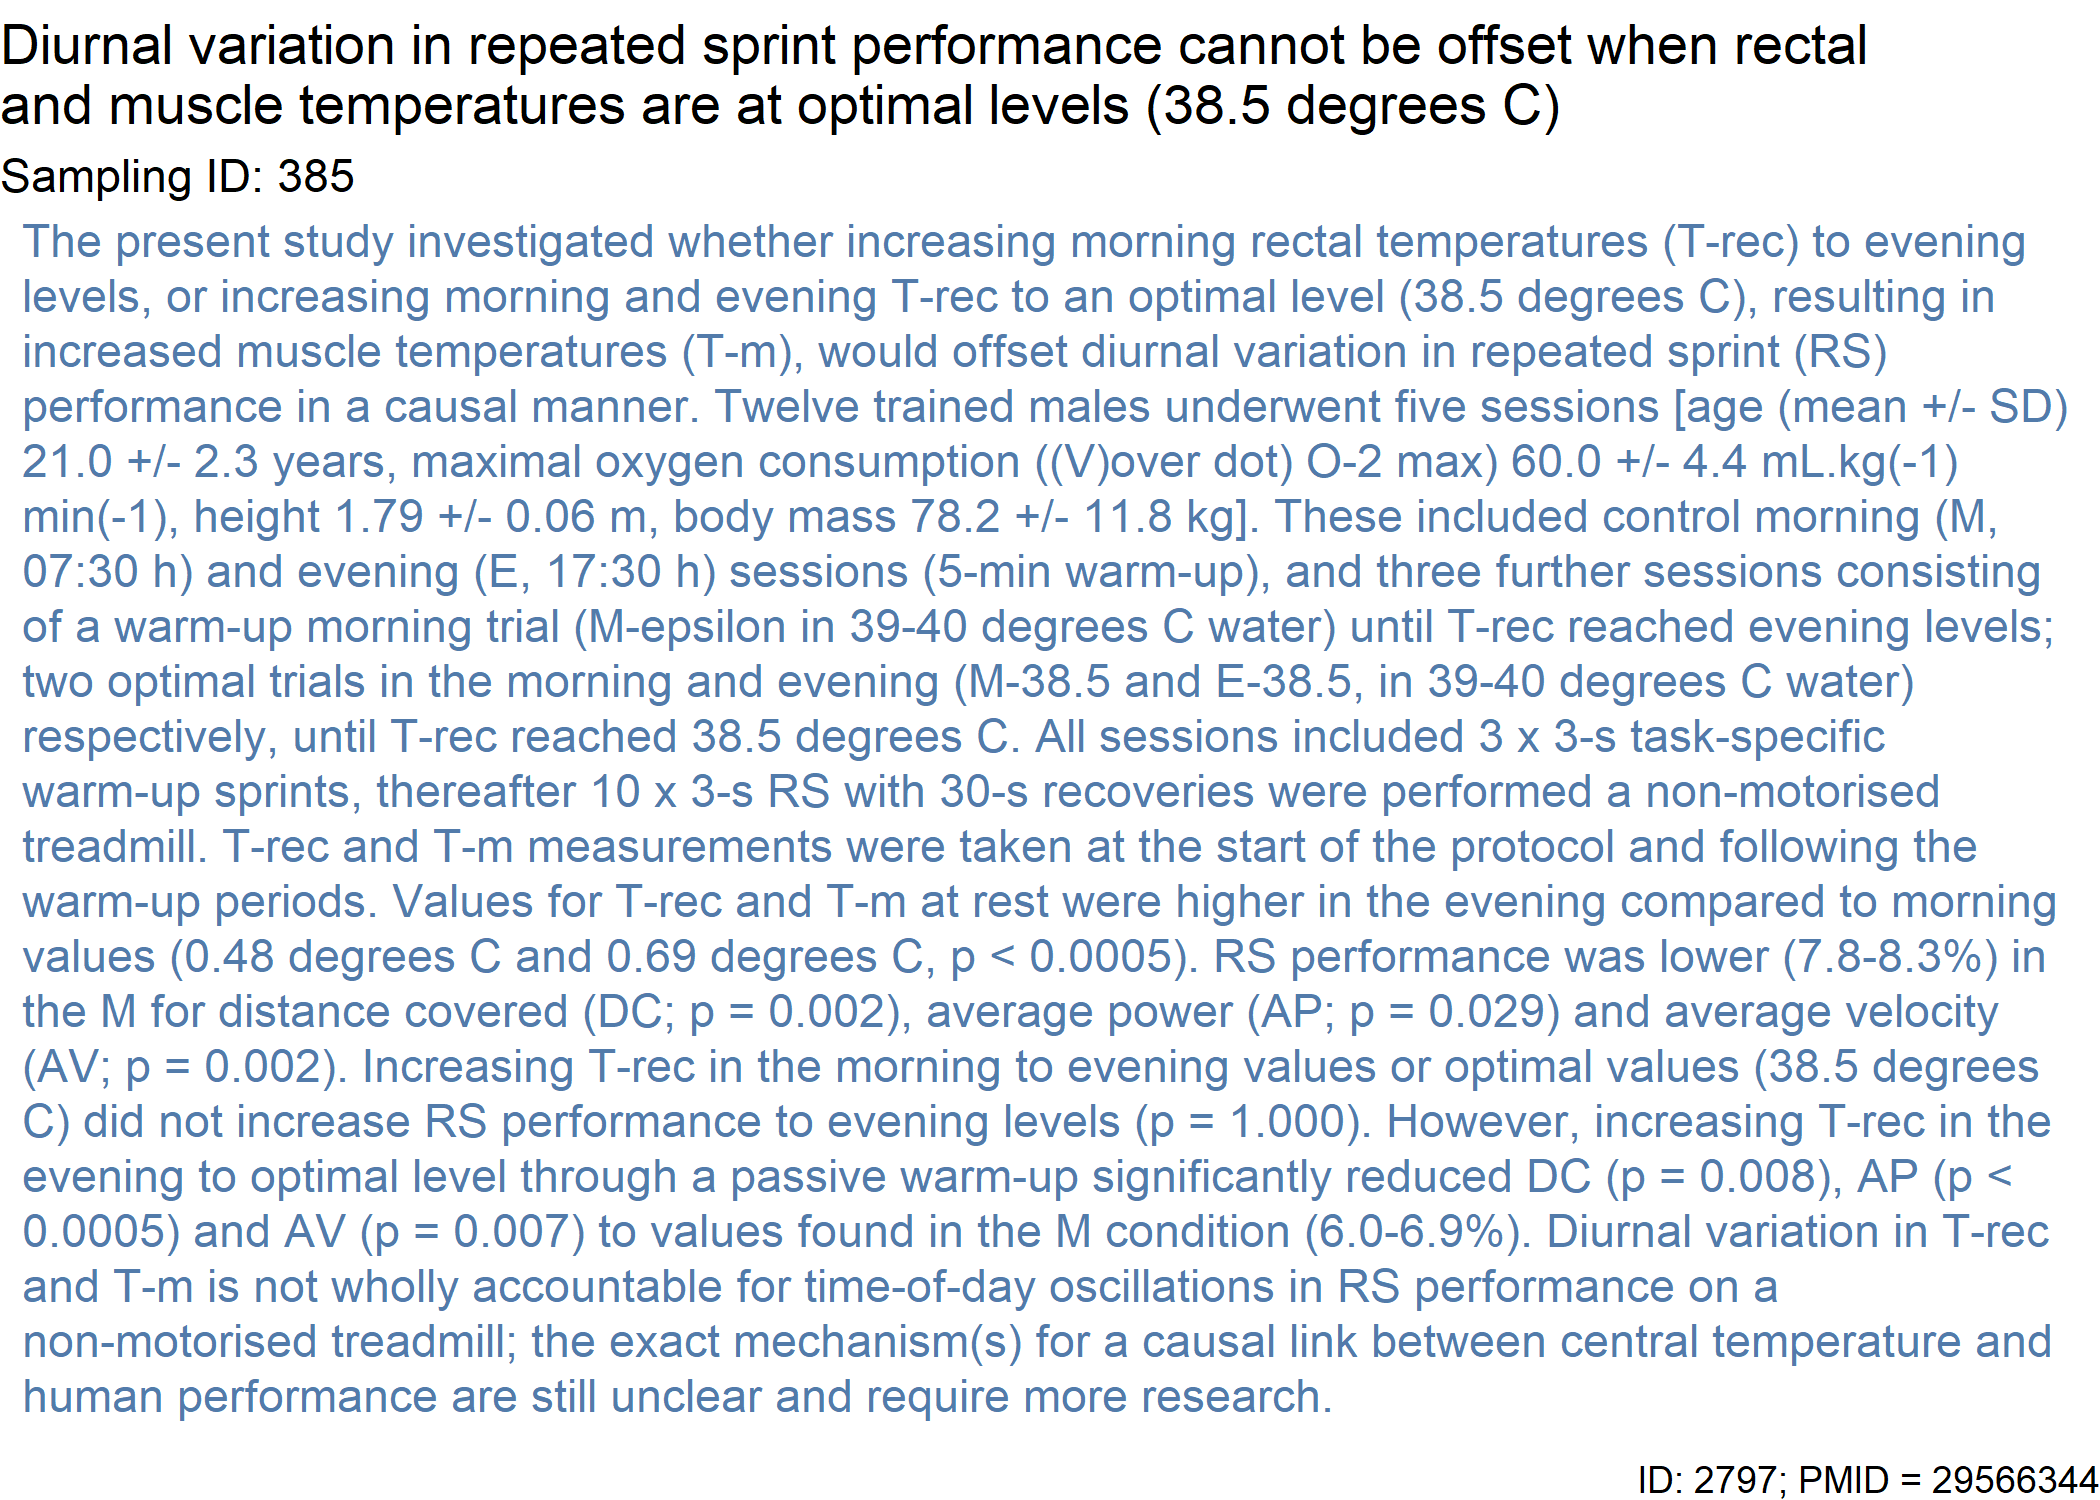 Diurnal variation in repeated sprint performance cannot be offset when rectal
and muscle temperatures are at optimal levels (38.5 degrees C)
Sampling ID: 385
The present study investigated whether increasing morning rectal temperatures (T-rec) to evening
levels, or increasing morning and evening T-rec to an optimal level (38.5 degrees C), resulting in
increased muscle temperatures (T-m), would offset diurnal variation in repeated sprint (RS)
performance in a causal manner. Twelve trained males underwent five sessions [age (mean +/- SD)
21.0 +/- 2.3 years, maximal oxygen consumption ((V)over dot) O-2 max) 60.0 +/- 4.4 mL.kg(-1)
min(-1), height 1.79 +/- 0.06 m, body mass 78.2 +/- 11.8 kg]. These included control morning (M,
07:30 h) and evening (E, 17:30 h) sessions (5-min warm-up), and three further sessions consisting
of a warm-up morning trial (M-epsilon in 39-40 degrees C water) until T-rec reached evening levels;
two optimal trials in the morning and evening (M-38.5 and E-38.5, in 39-40 degrees C water)
respectively, until T-rec reached 38.5 degrees C. All sessions included 3 x 3-s task-specific
warm-up sprints, thereafter 10 x 3-s RS with 30-s recoveries were performed a non-motorised
treadmill. T-rec and T-m measurements were taken at the start of the protocol and following the
warm-up periods. Values for T-rec and T-m at rest were higher in the evening compared to morning
values (0.48 degrees C and 0.69 degrees C, p < 0.0005). RS performance was lower (7.8-8.3%) in
the M for distance covered (DC; p = 0.002), average power (AP; p = 0.029) and average velocity
(AV; p = 0.002). Increasing T-rec in the morning to evening values or optimal values (38.5 degrees
C) did not increase RS performance to evening levels (p = 1.000). However, increasing T-rec in the
evening to optimal level through a passive warm-up significantly reduced DC (p = 0.008), AP (p <
0.0005) and AV (p = 0.007) to values found in the M condition (6.0-6.9%). Diurnal variation in T-rec
and T-m is not wholly accountable for time-of-day oscillations in RS performance on a
non-motorised treadmill; the exact mechanism(s) for a causal link between central temperature and
human performance are still unclear and require more research.
ID: 2797; PMID = 29566344